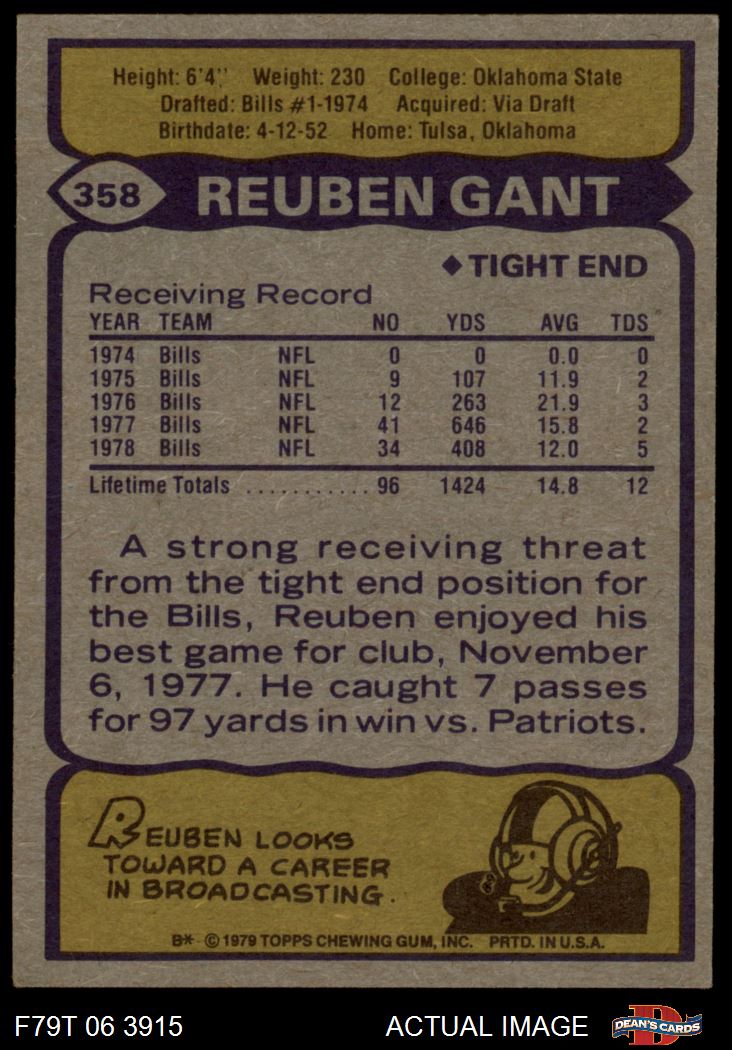 Height: 6'4" Weight: 230 College: Oklahoma State
Drafted: Bills #1-1974 Acquired: Via Draft
Birthdate: 4-12-52 Home: Tulsa, Oklahoma
358 REUBEN GANT
◆ TIGHT END
Receiving Record
YEAR TEAM NO YDS AVG TDS
1974 Bills NFL 0 0 0.0 0
1975 Bills NFL 9 107 11.9 2
1976 Bills NFL 12 263 21.9 3
1977 Bills NFL 41 646 15.8 2
1978 Bills NFL 34 408 12.0 5
Lifetime Totals ........... 96 1424 14.8 12
A strong receiving threat
from the tight end position for
the Bills, Reuben enjoyed his
best game for club, November
6, 1977. He caught 7 passes
for 97 yards in win vs. Patriots.
REUBEN LOOKS
TOWARD A CAREER
IN BROADCASTING.
B* © 1979 TOPPS CHEWING GUM, INC. PRTD. IN U.S.A.
F79T 06 3915 ACTUAL IMAGE D DEAN'S CARDS